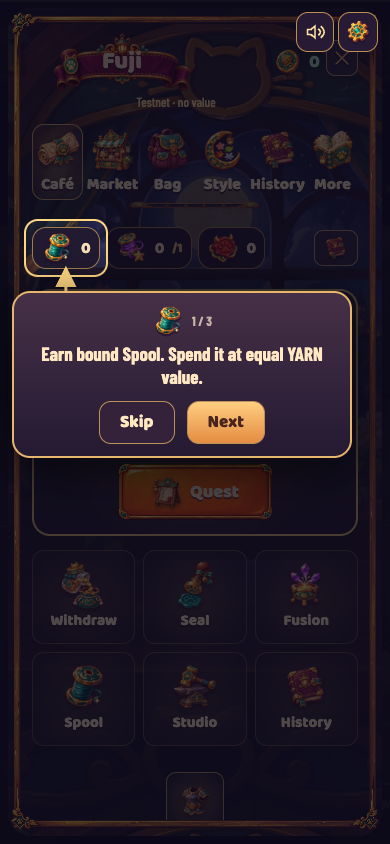 Fuji
0
Testnet · no value
Café
Market
Bag
Style
History
More
0
0 /1
0
1 / 3
Earn bound Spool. Spend it at equal YARN
value.
Skip
Next
Quest
Withdraw
Seal
Fusion
Spool
Studio
History